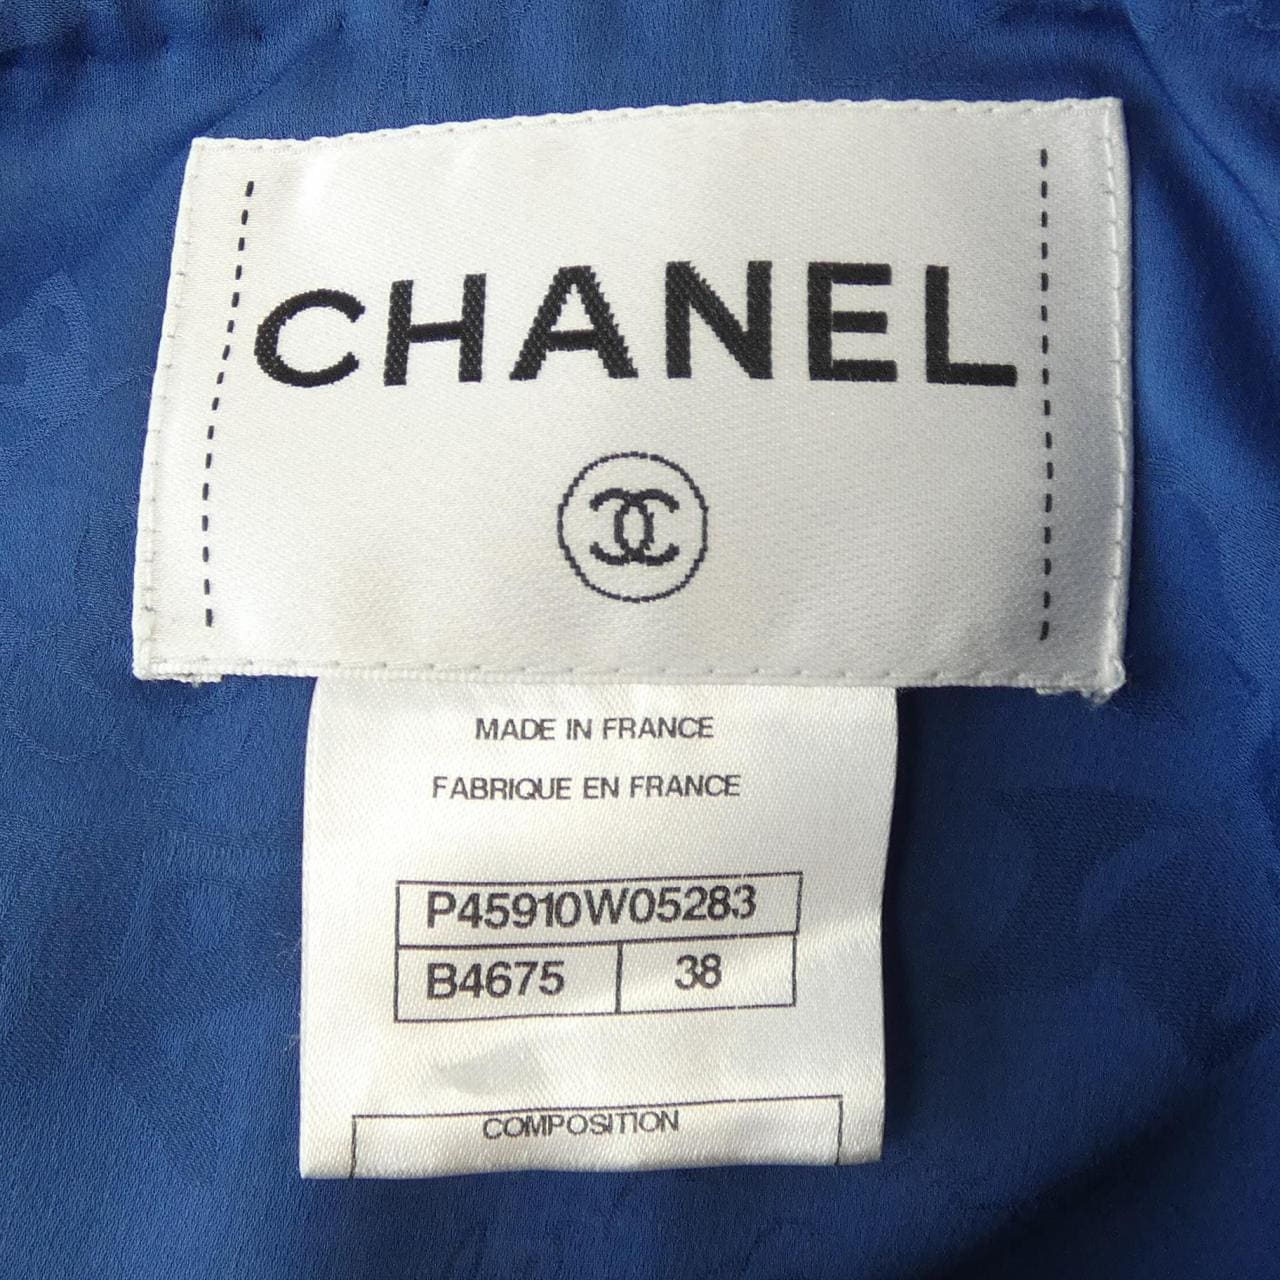 CHANEL
MADE IN FRANCE
FABRIQUE EN FRANCE
P45910W05283
B4675 38
COMPOSITION